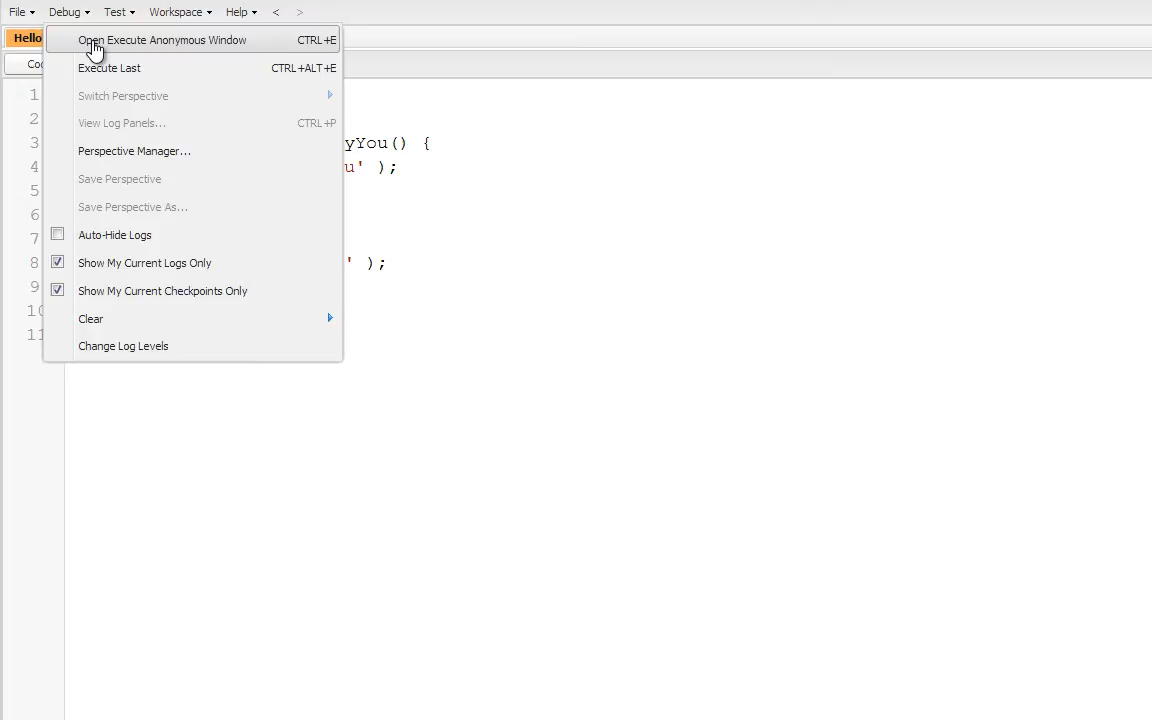 File Debug Test Workspace Help < >
Hello
Open Execute Anonymous Window CTRL+E
Execute Last CTRL+ALT+E
Switch Perspective
View Log Panels... CTRL+P
Perspective Manager...
Save Perspective
Save Perspective As...
Auto-Hide Logs
Show My Current Logs Only
Show My Current Checkpoints Only
Clear
Change Log Levels
1
2
3 yYou() {
4 u' );
5
6
7
8 ' );
9
10
11